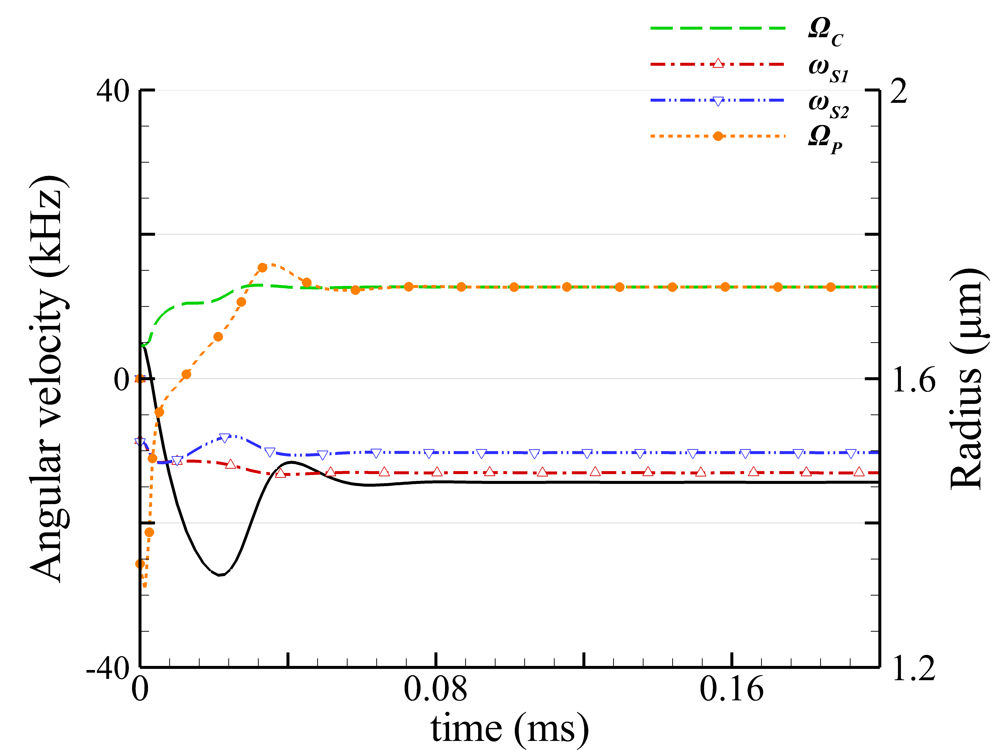 Ω_C
ω_S1
ω_S2
Ω_P
40
0
-40
Angular velocity (kHz)
2
1.6
1.2
Radius (μm)
0
0.08
0.16
time (ms)